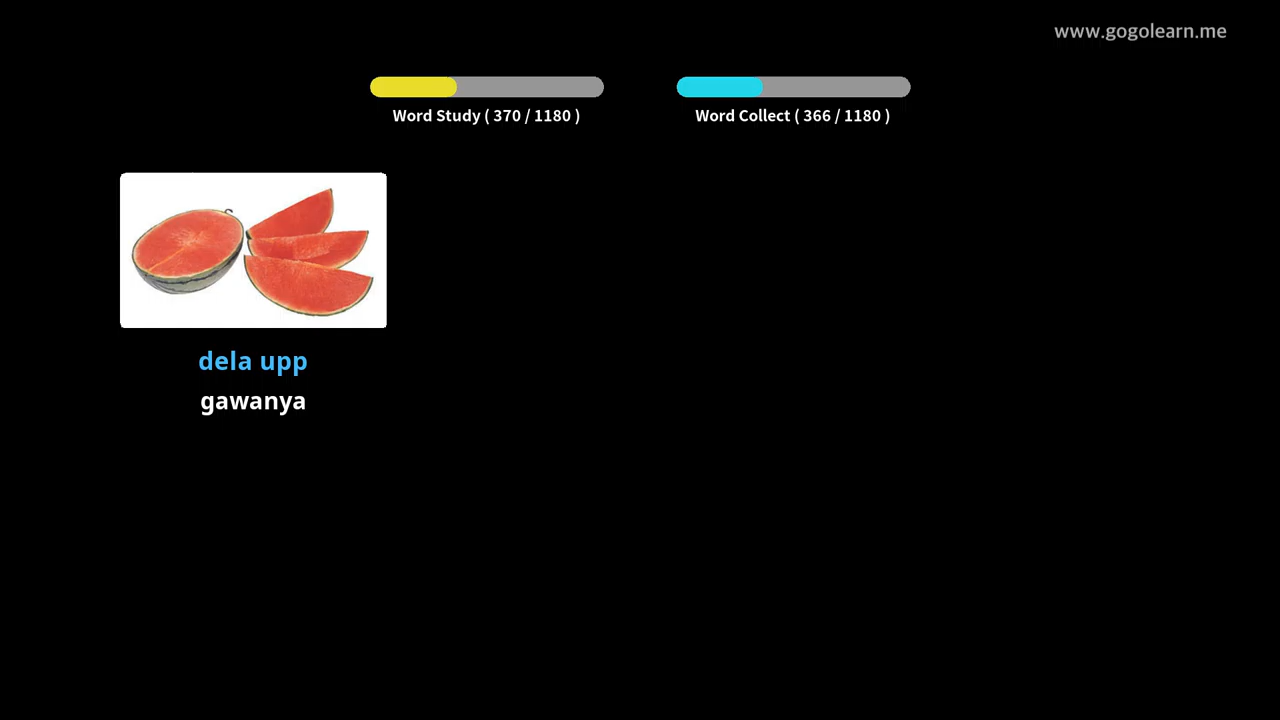 www.gogolearn.me
Word Study ( 370 / 1180 )
Word Collect ( 366 / 1180 )
dela upp
gawanya